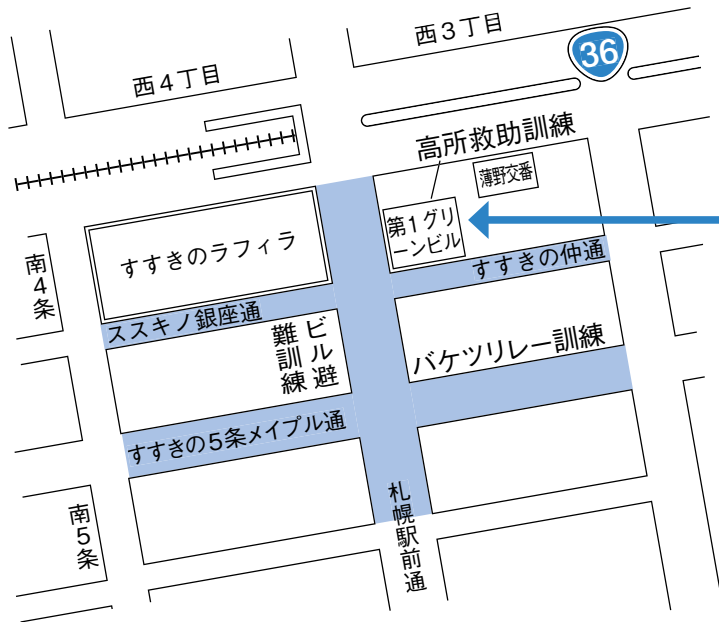 西3丁目
36
西4丁目
高所救助訓練
薄野交番
第1グリ
ーンビル
すすきのラフィラ
すすきの仲通
南4条
ススキノ銀座通
ビル避
難訓練
バケツリレー訓練
すすきの5条メイプル通
札幌駅前通
南5条